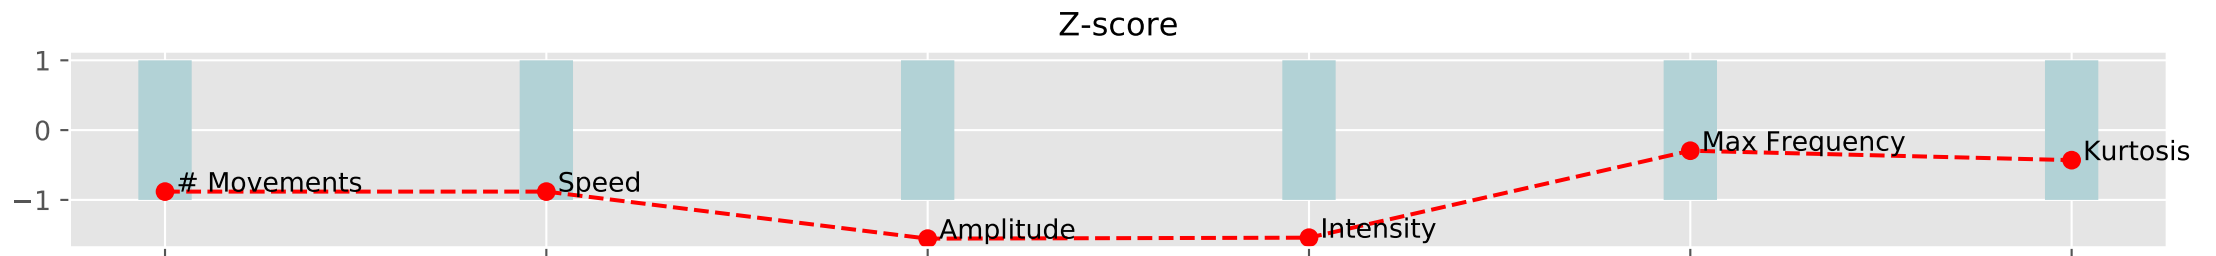 Z-score
1
0
−1
# Movements
Speed
Amplitude
Intensity
Max Frequency
Kurtosis